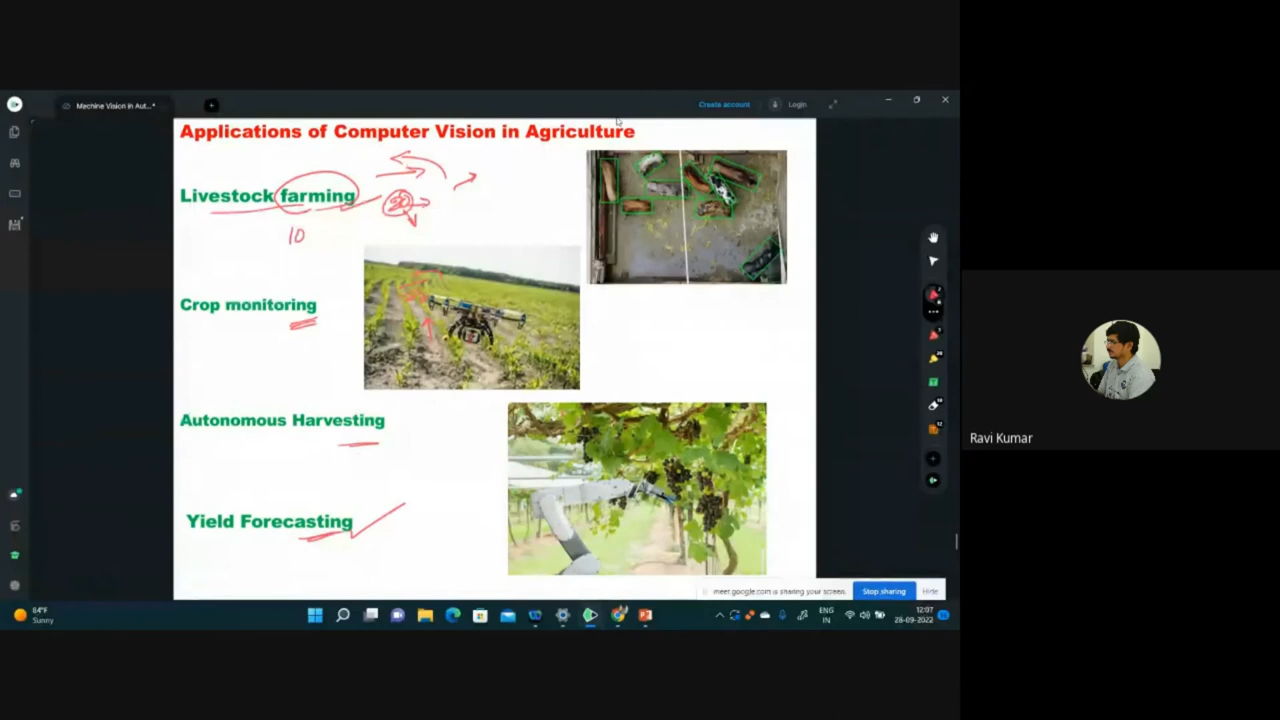 Machine Vision in Aut...*
Create account
Login
Applications of Computer Vision in Agriculture
Livestock farming
20
10
Crop monitoring
Autonomous Harvesting
Yield Forecasting
Ravi Kumar
meet.google.com is sharing your screen.
Stop sharing
Hide
84°F
Sunny
ENG
IN
12:07
28-09-2022